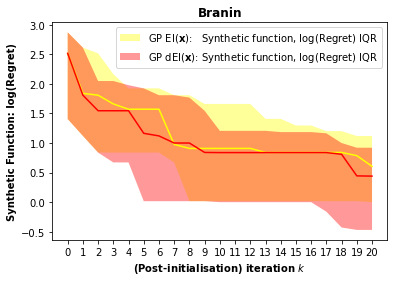 Branin
GP EI(x): Synthetic function, log(Regret) IQR
GP dEI(x): Synthetic function, log(Regret) IQR
Synthetic Function: log(Regret)
3.0
2.5
2.0
1.5
1.0
0.5
0.0
−0.5
0 1 2 3 4 5 6 7 8 9 10 11 12 13 14 15 16 17 18 19 20
(Post-initialisation) iteration k